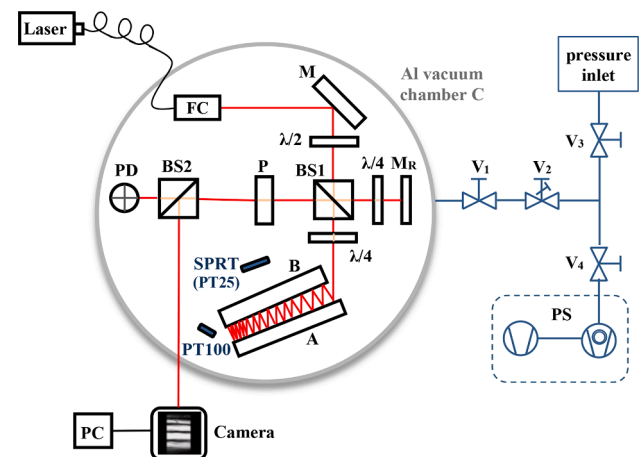 Laser
M
Al vacuum
chamber C
pressure
inlet
FC
λ/2
V3
PD
BS2
P
BS1
λ/4
MR
V1
V2
λ/4
SPRT
(PT25)
B
V4
PT100
A
PS
PC
Camera